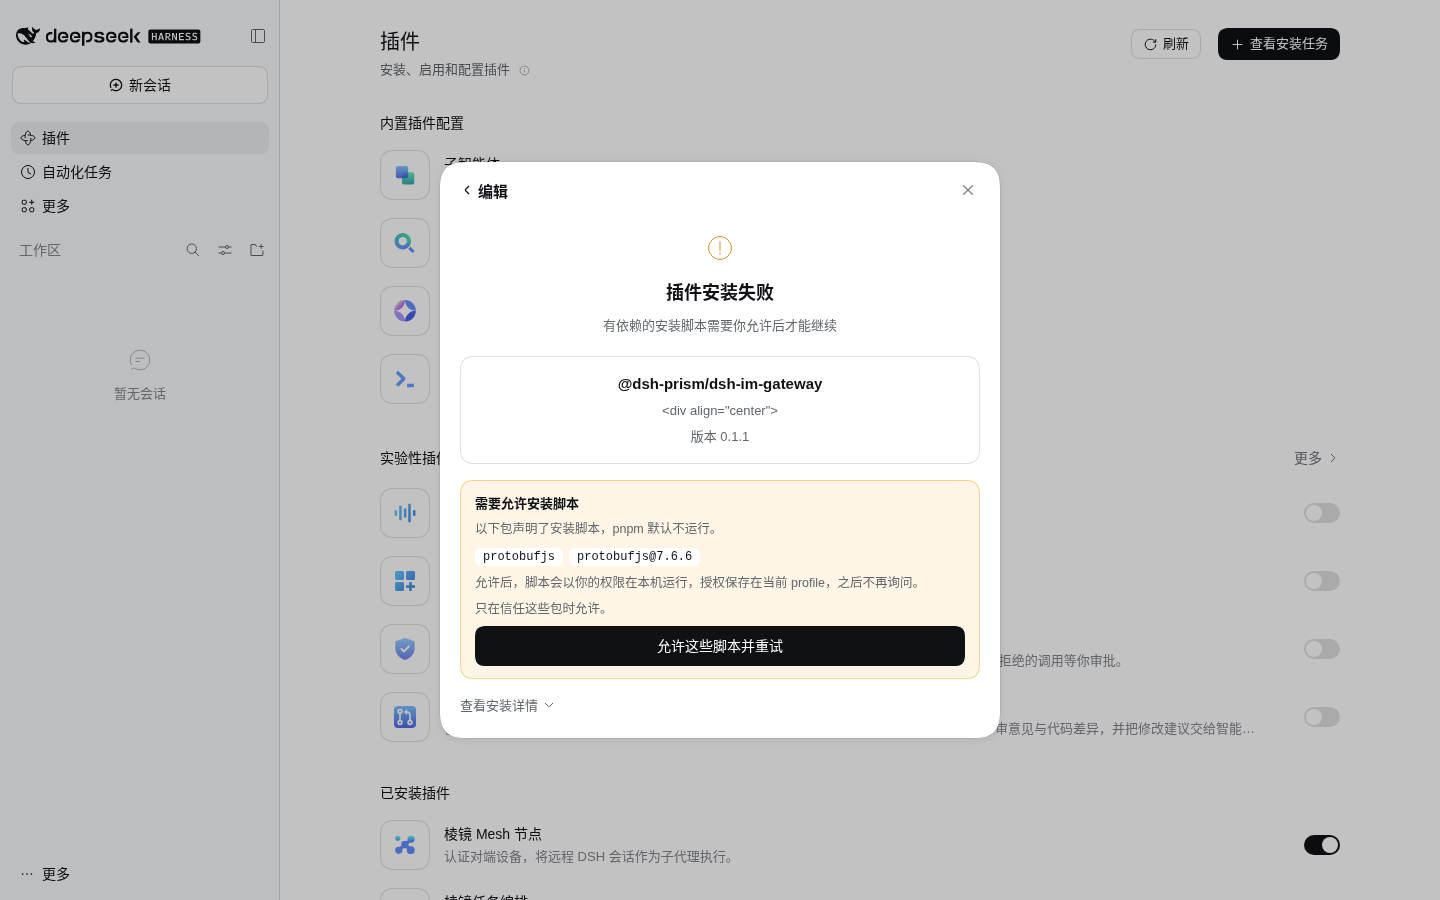 deepseek HARNESS
新会话
插件
自动化任务
更多
工作区
暂无会话
更多
插件
安装、启用和配置插件
刷新
查看安装任务
内置插件配置
子智能体
编辑
插件安装失败
有依赖的安装脚本需要你允许后才能继续
@dsh-prism/dsh-im-gateway
<div align="center">
版本 0.1.1
需要允许安装脚本
以下包声明了安装脚本，pnpm 默认不运行。
protobufjs protobufjs@7.6.6
允许后，脚本会以你的权限在本机运行，授权保存在当前 profile，之后不再询问。
只在信任这些包时允许。
允许这些脚本并重试
查看安装详情
实验性插件
更多
拒绝的调用等你审批。
审意见与代码差异，并把修改建议交给智能…
已安装插件
棱镜 Mesh 节点
认证对端设备，将远程 DSH 会话作为子代理执行。
棱镜任务编排